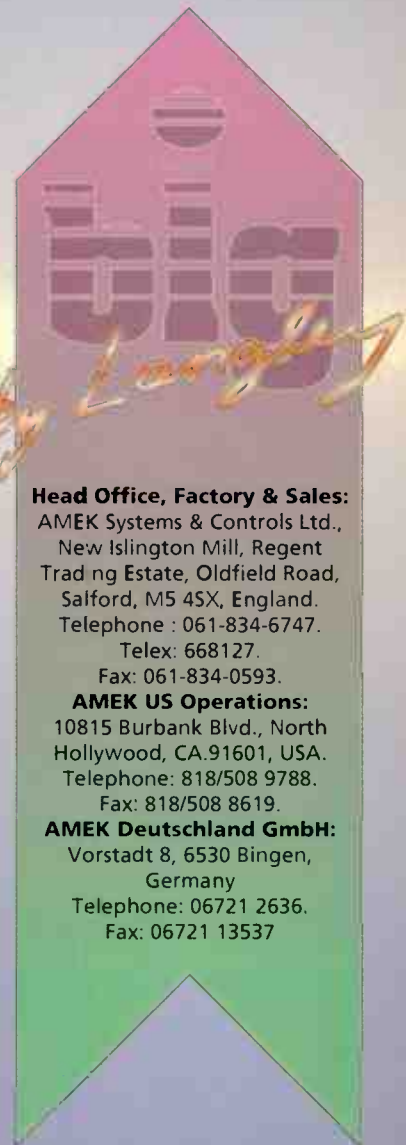 big
by Langley
Head Office, Factory & Sales:
AMEK Systems & Controls Ltd.,
New Islington Mill, Regent
Trad ng Estate, Oldfield Road,
Salford, M5 4SX, England.
Telephone : 061-834-6747.
Telex: 668127.
Fax: 061-834-0593.
AMEK US Operations:
10815 Burbank Blvd., North
Hollywood, CA.91601, USA.
Telephone: 818/508 9788.
Fax: 818/508 8619.
AMEK Deutschland GmbH:
Vorstadt 8, 6530 Bingen,
Germany
Telephone: 06721 2636.
Fax: 06721 13537